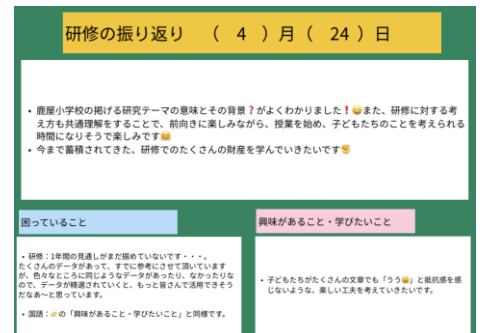 研修の振り返り （ 4 ）月（ 24 ）日
• 鹿屋小学校の掲げる研究テーマの意味とその背景❓がよくわかりました❗😄また、研修に対する考
え方も共通理解をすることで、前向きに楽しみながら、授業を始め、子どもたちのことを考えられる
時間になりそうで楽しみです😄
• 今まで蓄積されてきた、研修でのたくさんの財産を学んでいきたいです✊
困っていること
興味があること・学びたいこと
• 研修：1年間の見通しがまだ掴めていないです・・・。
たくさんのデータがあって、すでに参考にさせて頂いています
が、色々なところに同じようなデータがあったり、なかったりな
ので、データが精選されていくと、もっと皆さんで活用できそう
だなあ〜と思っています。
• 国語：👉の「興味があること・学びたいこと」と同様です。
• 子どもたちがたくさんの文章でも「うう😫」と抵抗感を感
じないような、楽しい工夫を考えていきたいです。